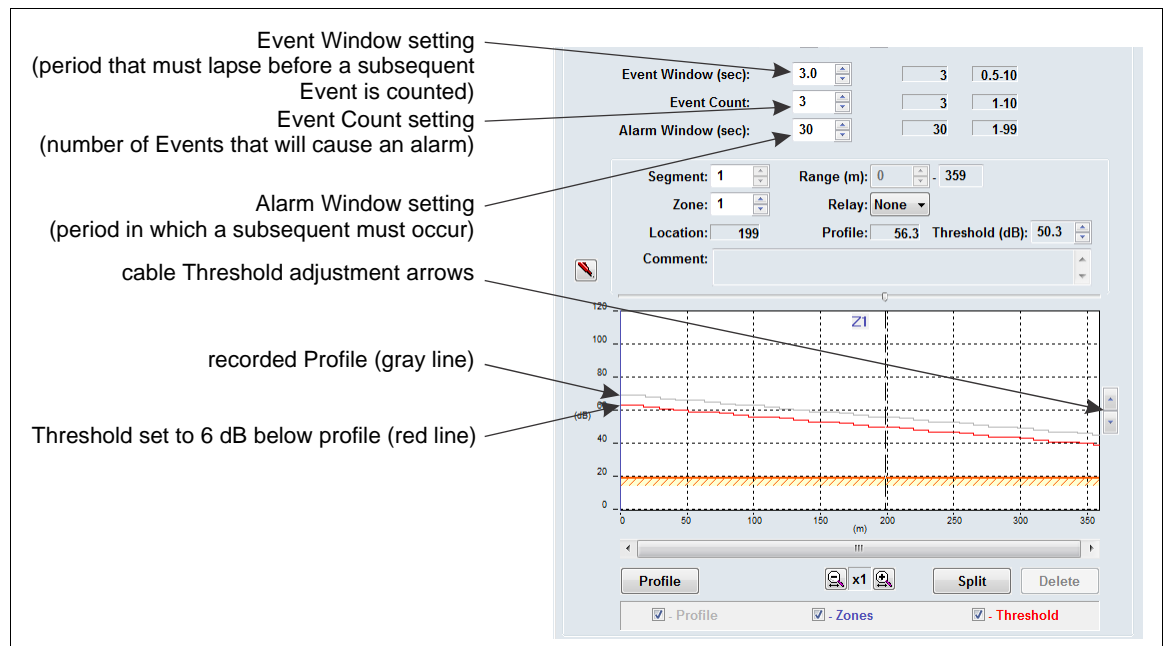 Event Window setting
(period that must lapse before a subsequent
Event is counted)
Event Count setting
(number of Events that will cause an alarm)
Alarm Window setting
(period in which a subsequent must occur)
cable Threshold adjustment arrows
recorded Profile (gray line)
Threshold set to 6 dB below profile (red line)
Event Window (sec): 3.0 3 0.5-10
Event Count: 3 3 1-10
Alarm Window (sec): 30 30 1-99
Segment: 1 Range (m): 0 - 359
Zone: 1 Relay: None
Location: 199 Profile: 56.3 Threshold (dB): 50.3
Comment:
120
Z1
100
80
60
(dB)
40
20
0
0 50 100 150 200 250 300 350
(m)
Profile x1 Split Delete
- Profile - Zones - Threshold